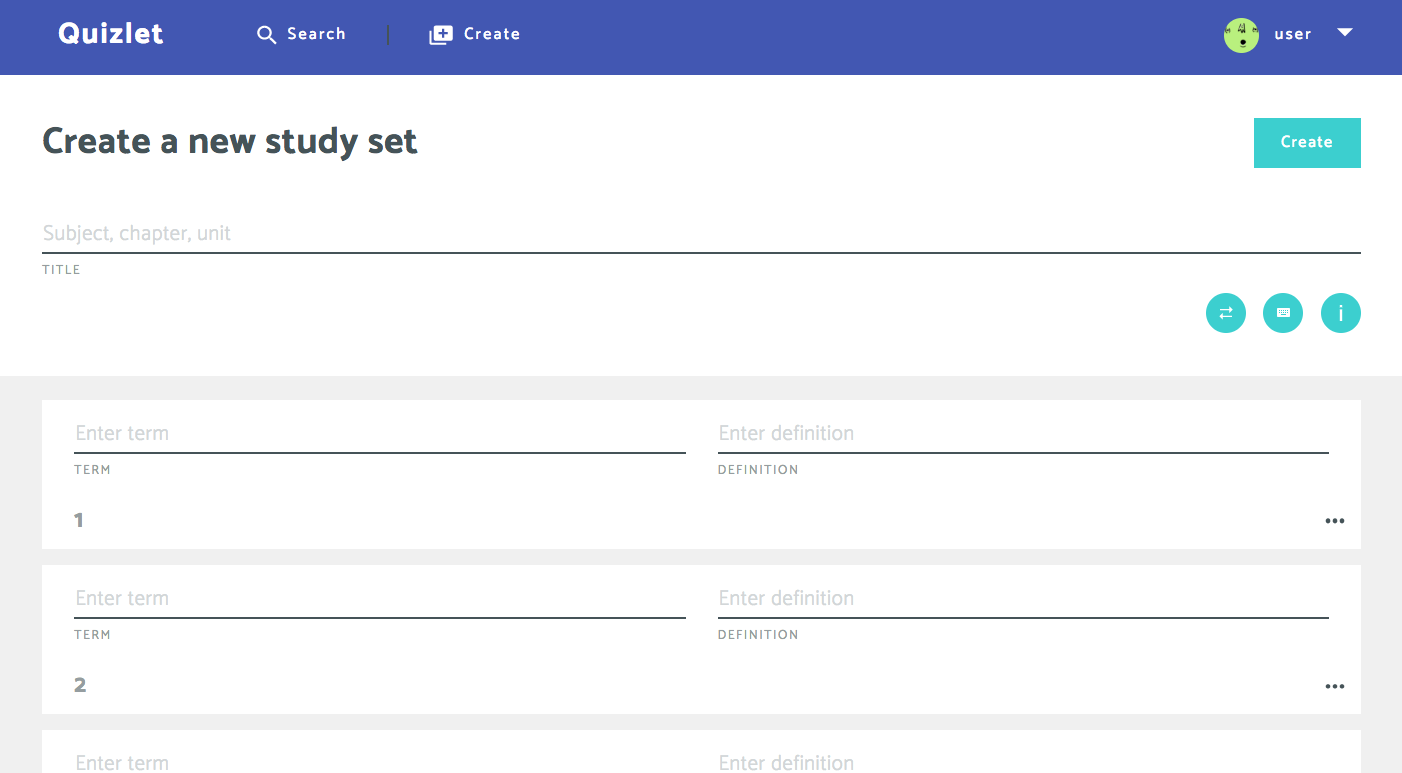 Quizlet
Search
Create
user
Create a new study set
Create
Subject, chapter, unit
TITLE
Enter term
Enter definition
TERM
DEFINITION
1
Enter term
Enter definition
TERM
DEFINITION
2
Enter term
Enter definition